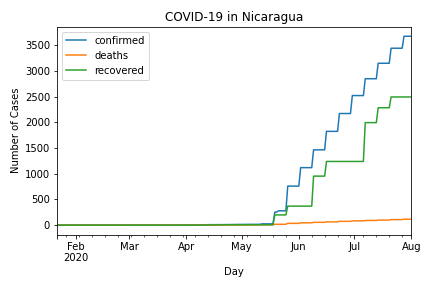 COVID-19 in Nicaragua
confirmed
deaths
recovered
Number of Cases
3500
3000
2500
2000
1500
1000
500
0
Feb
2020
Mar
Apr
May
Jun
Jul
Aug
Day